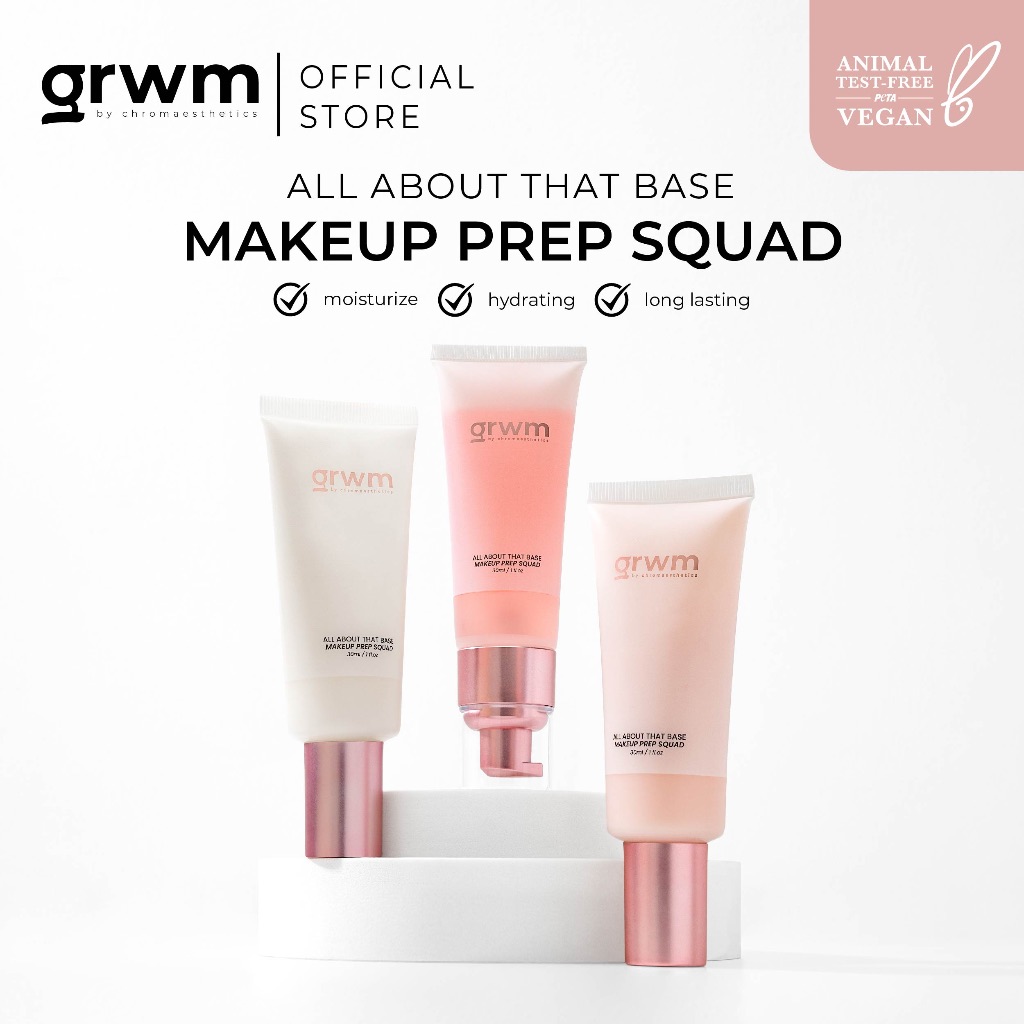 grwm
by chromaesthetics
OFFICIAL
STORE
ANIMAL
TEST-FREE
PeTA
VEGAN
ALL ABOUT THAT BASE
MAKEUP PREP SQUAD
moisturize
hydrating
long lasting
grwm
by chromaesthetics
ALL ABOUT THAT BASE
MAKEUP PREP SQUAD
30ml / 1 fl oz
grwm
by chromaesthetics
ALL ABOUT THAT BASE
MAKEUP PREP SQUAD
30ml / 1 fl oz
grwm
by chromaesthetics
ALL ABOUT THAT BASE
MAKEUP PREP SQUAD
30ml / 1 fl oz